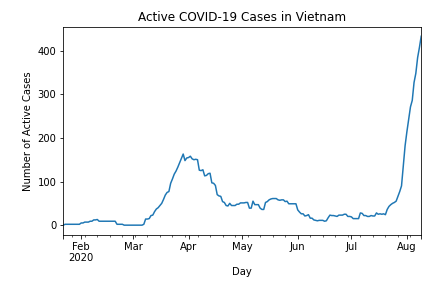 Active COVID-19 Cases in Vietnam
Number of Active Cases
400
300
200
100
0
Feb
2020
Mar
Apr
May
Jun
Jul
Aug
Day